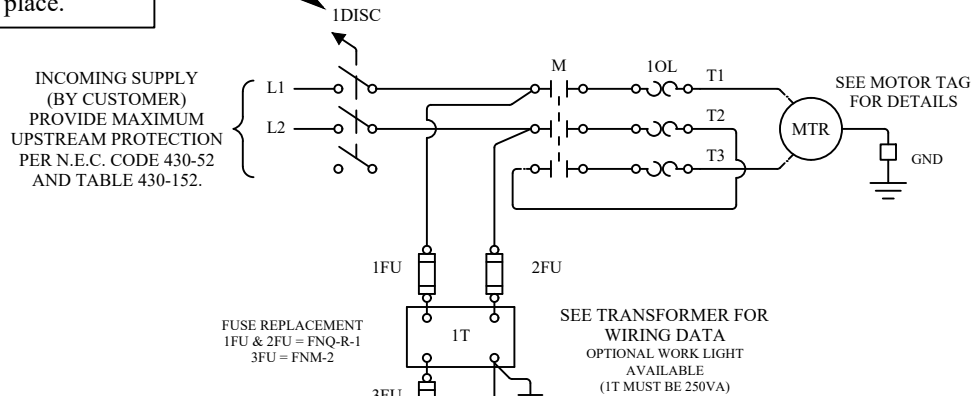 place.
1DISC
INCOMING SUPPLY
(BY CUSTOMER)
PROVIDE MAXIMUM
UPSTREAM PROTECTION
PER N.E.C. CODE 430-52
AND TABLE 430-152.
L1
L2
M
1OL
T1
T2
T3
MTR
SEE MOTOR TAG
FOR DETAILS
GND
1FU
2FU
FUSE REPLACEMENT
1FU & 2FU = FNQ-R-1
3FU = FNM-2
1T
SEE TRANSFORMER FOR
WIRING DATA
OPTIONAL WORK LIGHT
AVAILABLE
(1T MUST BE 250VA)
3FU